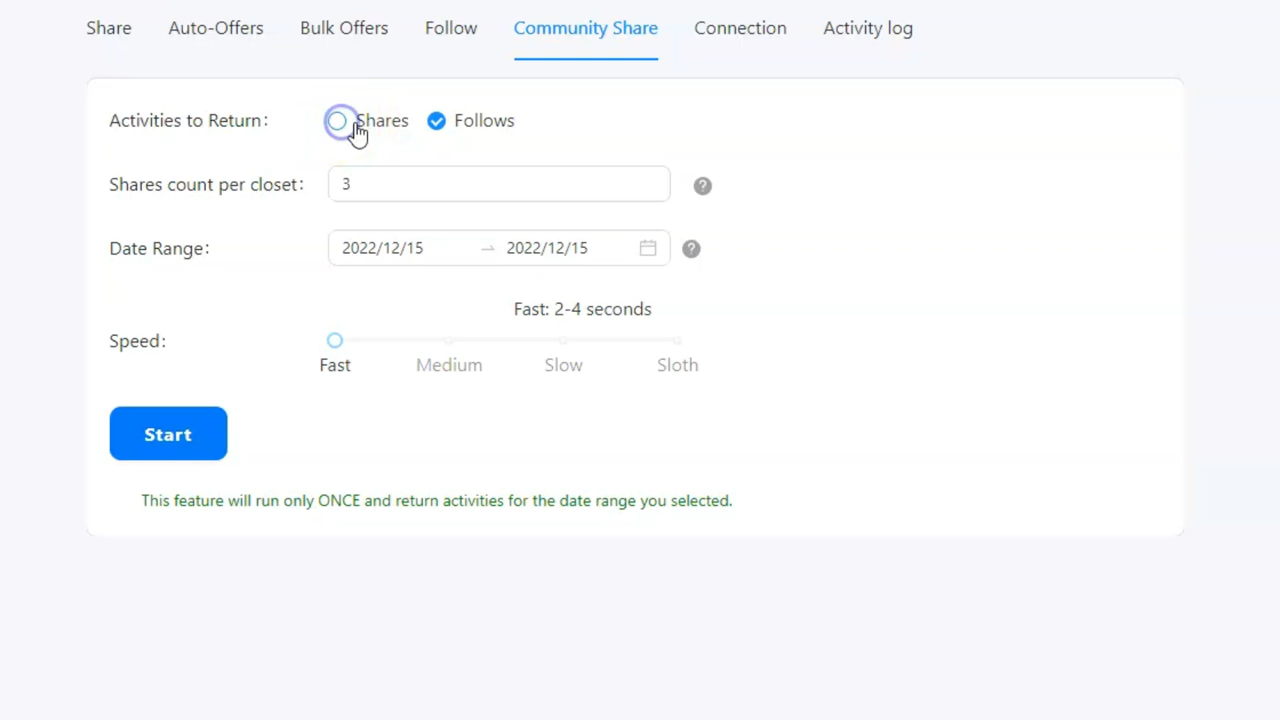 Share Auto-Offers Bulk Offers Follow Community Share Connection Activity log
Activities to Return: Shares Follows
Shares count per closet: 3
Date Range: 2022/12/15 → 2022/12/15
Fast: 2-4 seconds
Speed:
Fast Medium Slow Sloth
Start
This feature will run only ONCE and return activities for the date range you selected.